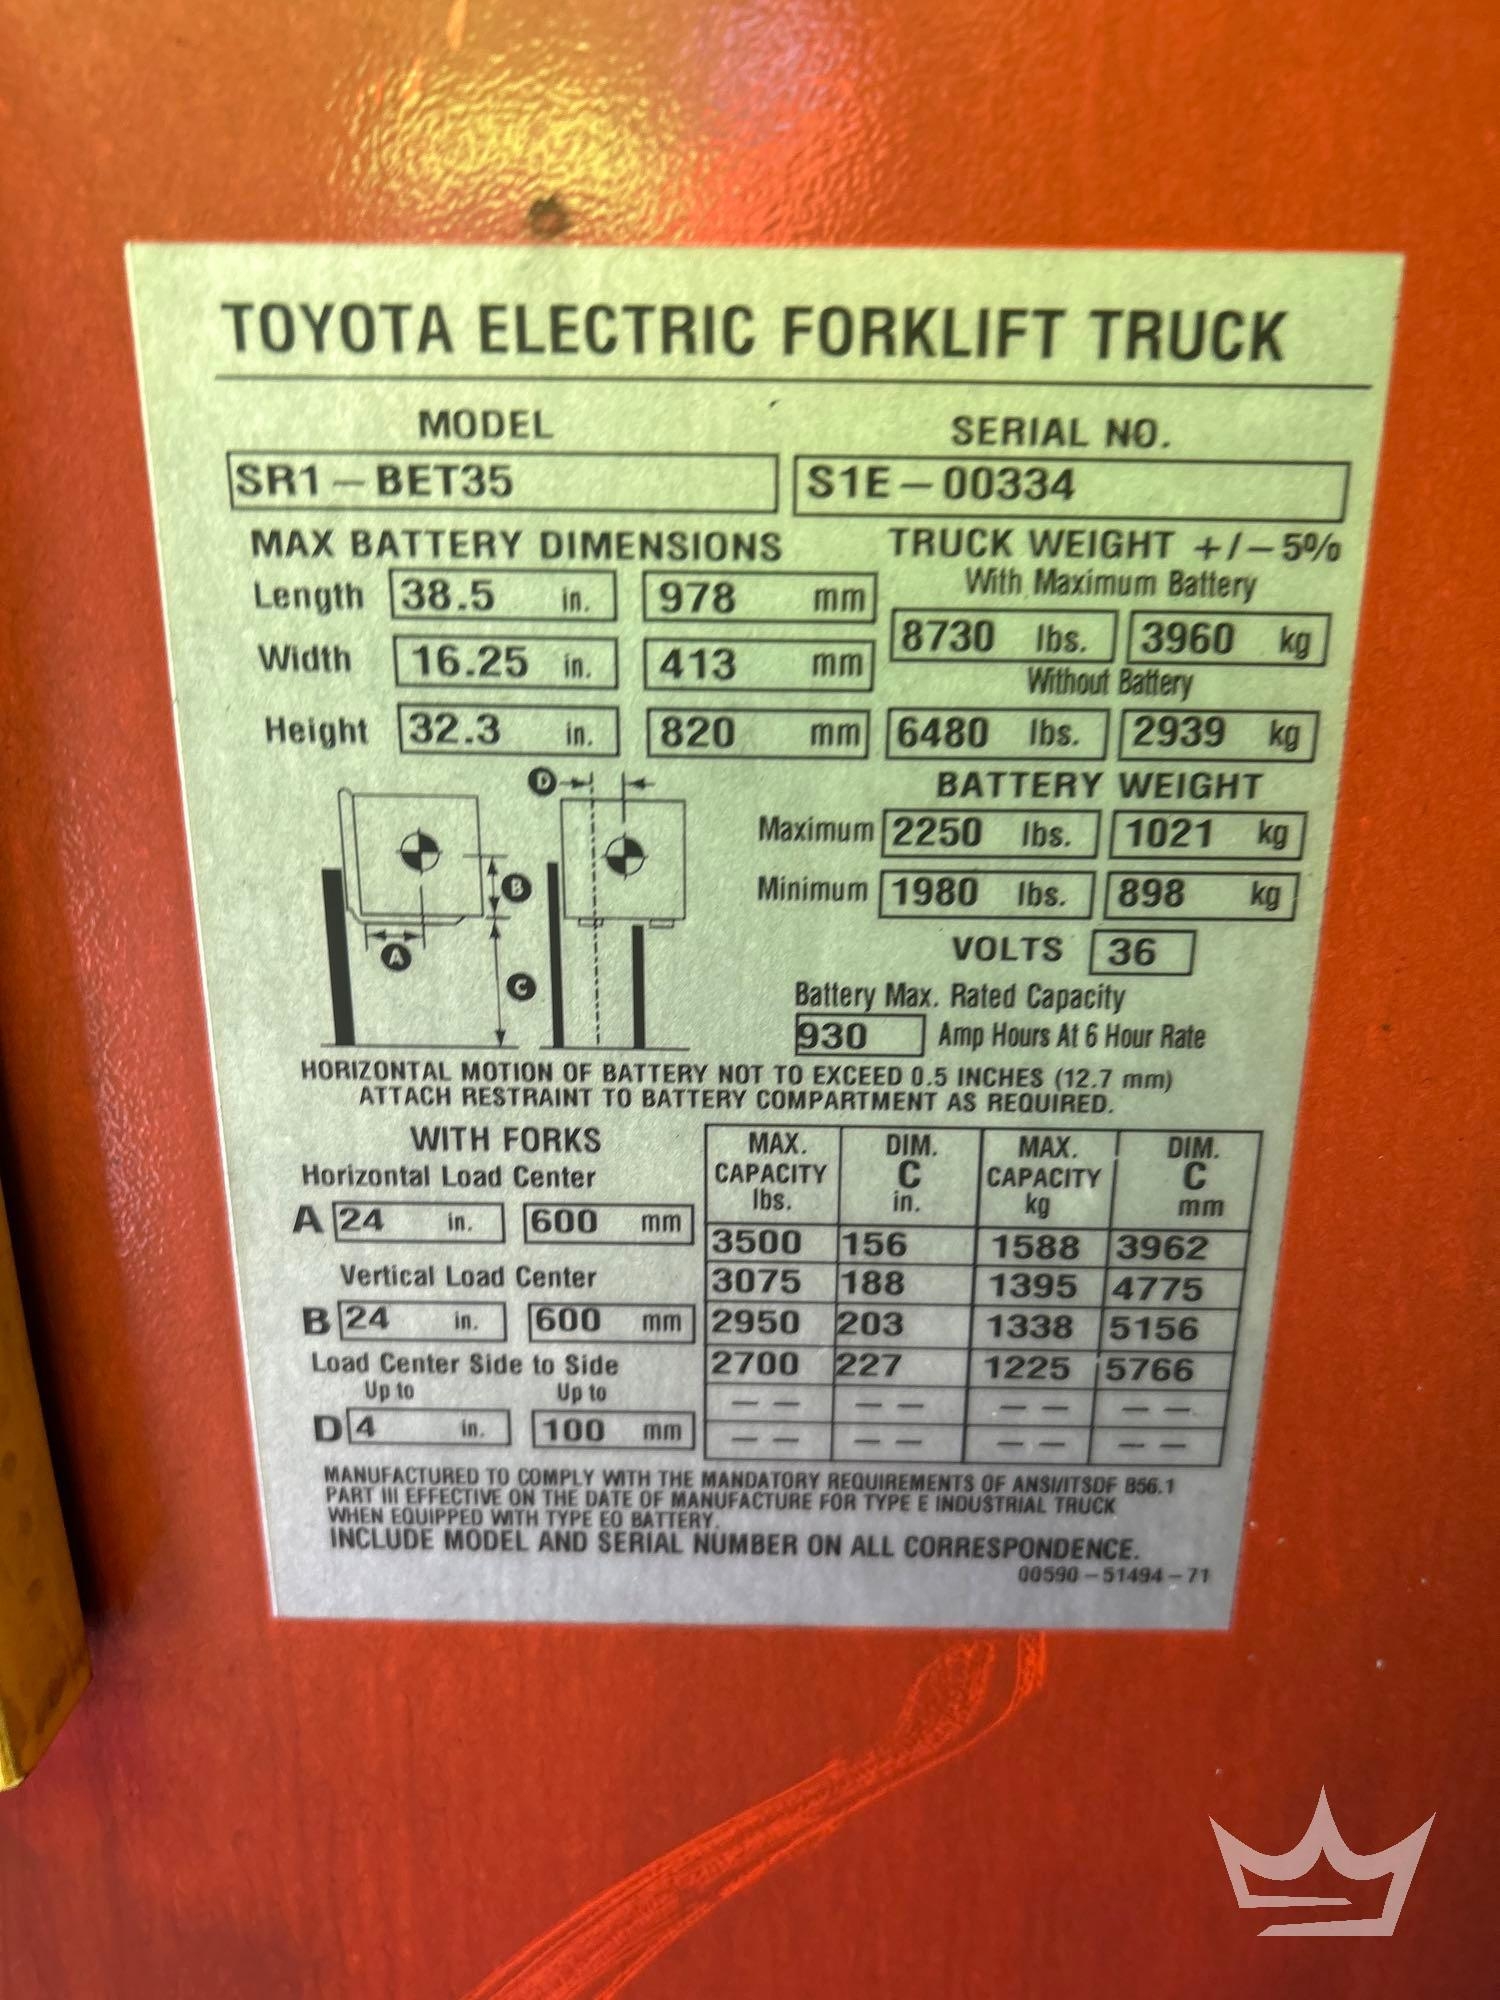 TOYOTA ELECTRIC FORKLIFT TRUCK
MODEL SERIAL NO.
SR1-BET35 S1E-00334
MAX BATTERY DIMENSIONS TRUCK WEIGHT +/-5%
With Maximum Battery
Length 38.5 in. 978 mm
8730 lbs. 3960 kg
Width 16.25 in. 413 mm
Without Battery
Height 32.3 in. 820 mm 6480 lbs. 2939 kg
D
BATTERY WEIGHT
Maximum 2250 lbs. 1021 kg
B
Minimum 1980 lbs. 898 kg
A
VOLTS 36
C
Battery Max. Rated Capacity
930 Amp Hours At 6 Hour Rate
HORIZONTAL MOTION OF BATTERY NOT TO EXCEED 0.5 INCHES (12.7 mm)
ATTACH RESTRAINT TO BATTERY COMPARTMENT AS REQUIRED.
WITH FORKS
Horizontal Load Center
A 24 in. 600 mm
Vertical Load Center
B 24 in. 600 mm
Load Center Side to Side
Up to Up to
D 4 in. 100 mm
MAX. DIM. MAX. DIM.
CAPACITY C CAPACITY C
lbs. in. kg mm
3500 156 1588 3962
3075 188 1395 4775
2950 203 1338 5156
2700 227 1225 5766
— — — — — — — —
— — — — — — — —
MANUFACTURED TO COMPLY WITH THE MANDATORY REQUIREMENTS OF ANSI/ITSDF B56.1
PART III EFFECTIVE ON THE DATE OF MANUFACTURE FOR TYPE E INDUSTRIAL TRUCK
WHEN EQUIPPED WITH TYPE EO BATTERY.
INCLUDE MODEL AND SERIAL NUMBER ON ALL CORRESPONDENCE.
00590-51494-71